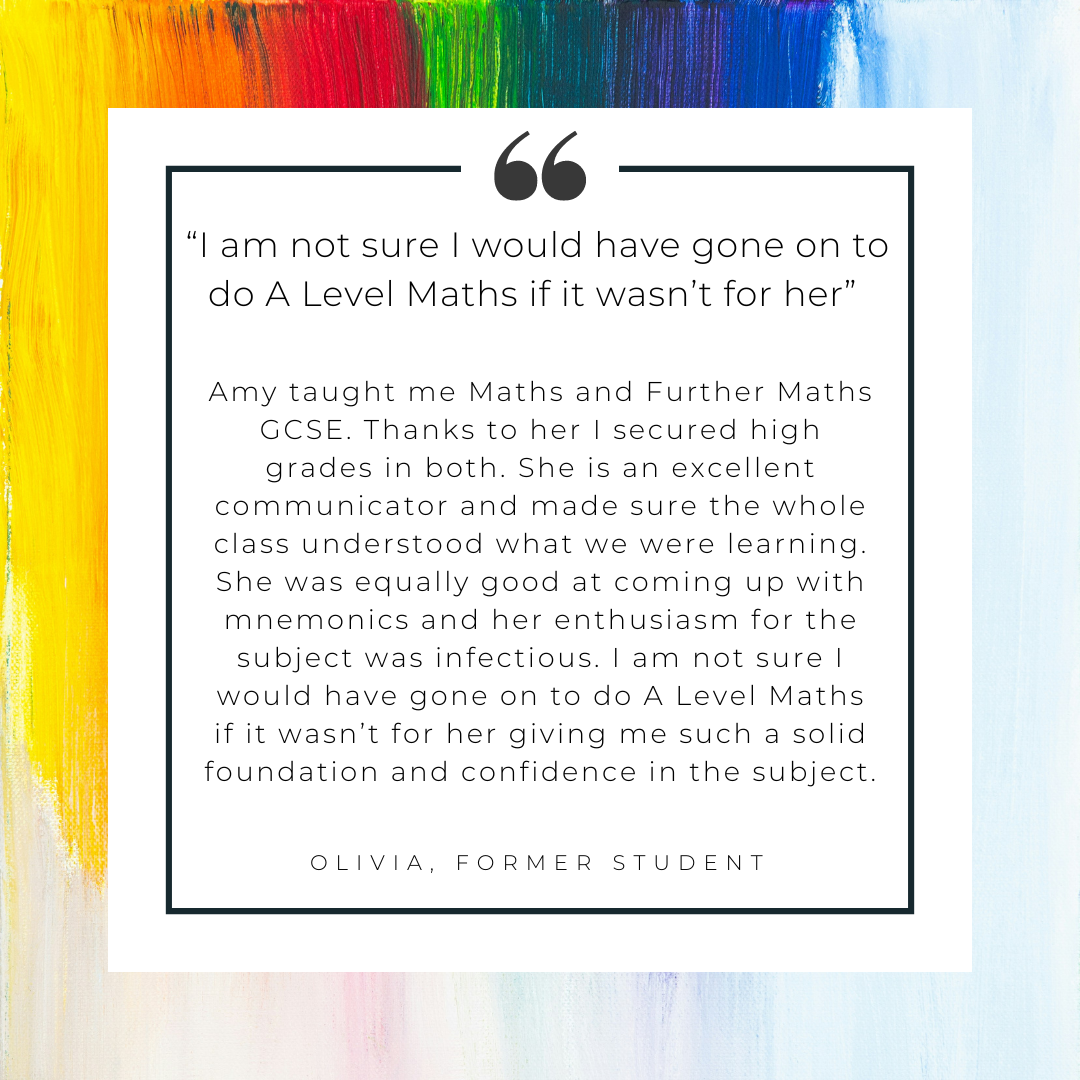 “I am not sure I would have gone on to
do A Level Maths if it wasn’t for her”
Amy taught me Maths and Further Maths
GCSE. Thanks to her I secured high
grades in both. She is an excellent
communicator and made sure the whole
class understood what we were learning.
She was equally good at coming up with
mnemonics and her enthusiasm for the
subject was infectious. I am not sure I
would have gone on to do A Level Maths
if it wasn’t for her giving me such a solid
foundation and confidence in the subject.
OLIVIA, FORMER STUDENT